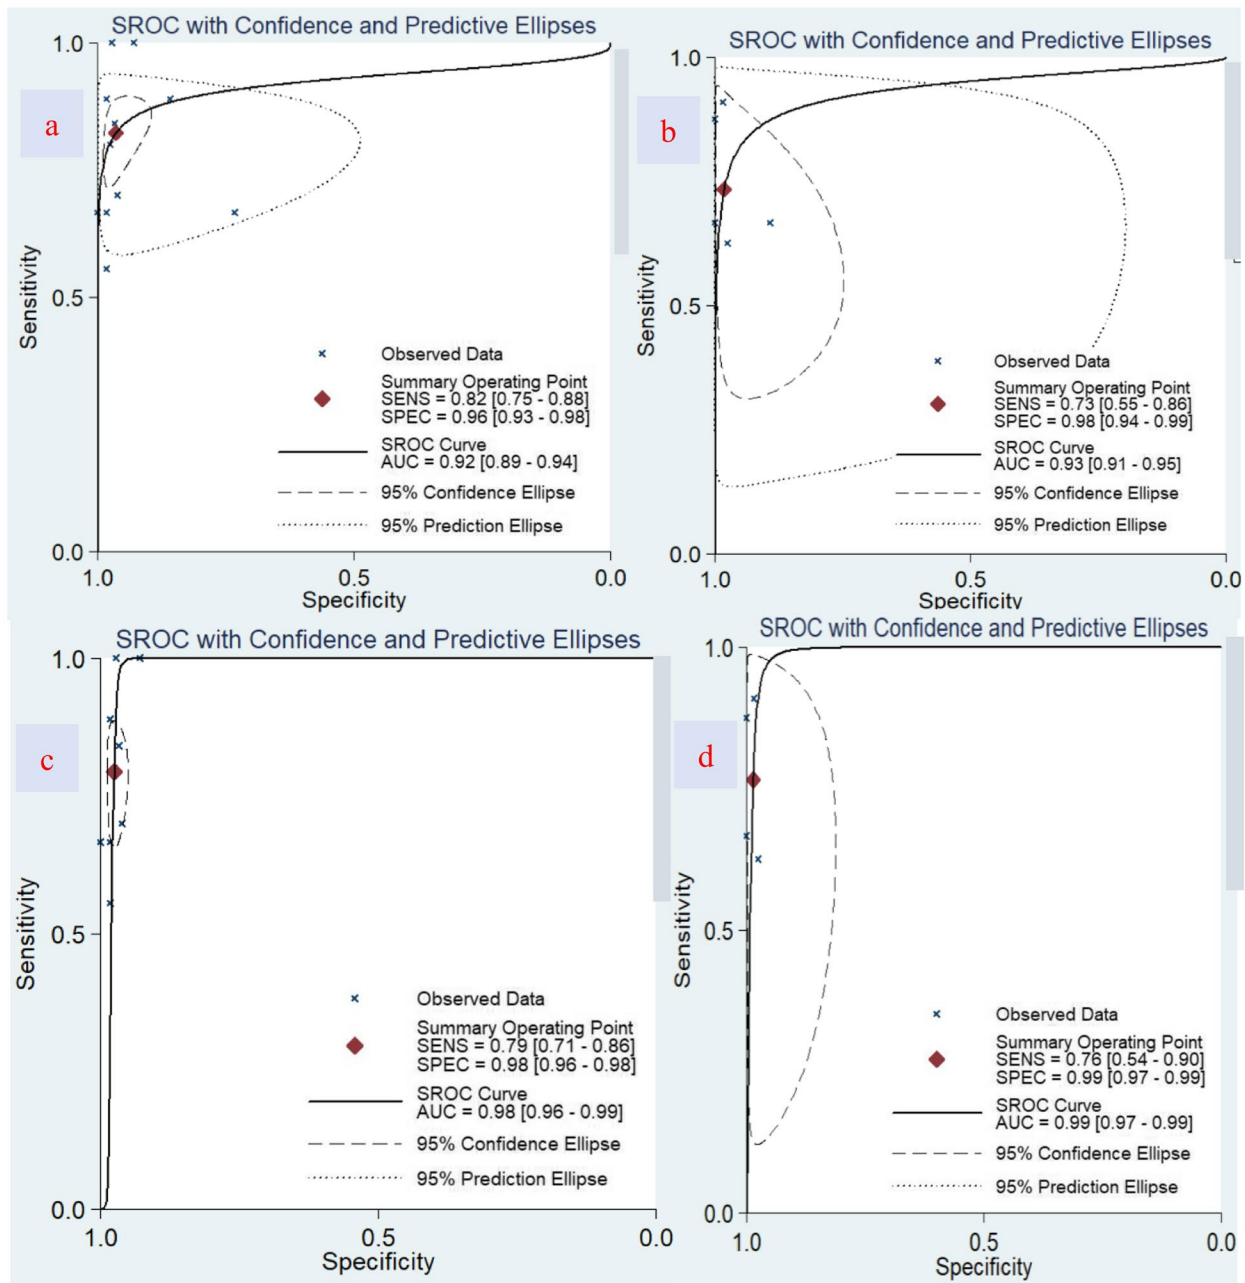 SROC with Confidence and Predictive Ellipses
1.0
a
Sensitivity
0.5
Observed Data
Summary Operating Point
SENS = 0.82 [0.75 - 0.88]
SPEC = 0.96 [0.93 - 0.98]
SROC Curve
AUC = 0.92 [0.89 - 0.94]
95% Confidence Ellipse
95% Prediction Ellipse
0.0
1.0
0.5
0.0
Specificity
SROC with Confidence and Predictive Ellipses
1.0
b
Sensitivity
0.5
Observed Data
Summary Operating Point
SENS = 0.73 [0.55 - 0.86]
SPEC = 0.98 [0.94 - 0.99]
SROC Curve
AUC = 0.93 [0.91 - 0.95]
95% Confidence Ellipse
95% Prediction Ellipse
0.0
1.0
0.5
0.0
Specificity
SROC with Confidence and Predictive Ellipses
1.0
c
Sensitivity
0.5
Observed Data
Summary Operating Point
SENS = 0.79 [0.71 - 0.86]
SPEC = 0.98 [0.96 - 0.98]
SROC Curve
AUC = 0.98 [0.96 - 0.99]
95% Confidence Ellipse
95% Prediction Ellipse
0.0
1.0
0.5
0.0
Specificity
SROC with Confidence and Predictive Ellipses
1.0
d
Sensitivity
0.5
Observed Data
Summary Operating Point
SENS = 0.76 [0.54 - 0.90]
SPEC = 0.99 [0.97 - 0.99]
SROC Curve
AUC = 0.99 [0.97 - 0.99]
95% Confidence Ellipse
95% Prediction Ellipse
0.0
1.0
0.5
0.0
Specificity